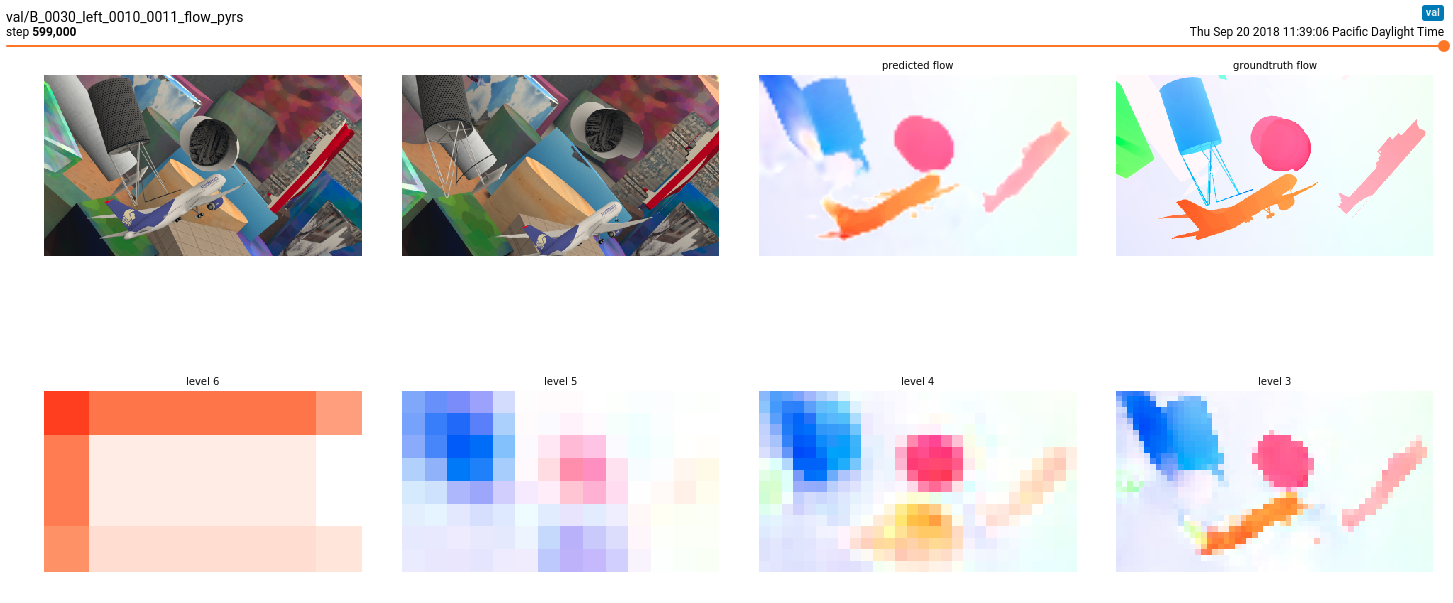 val/B_0030_left_0010_0011_flow_pyrs
val
step 599,000
Thu Sep 20 2018 11:39:06 Pacific Daylight Time
predicted flow
groundtruth flow
level 6
level 5
level 4
level 3